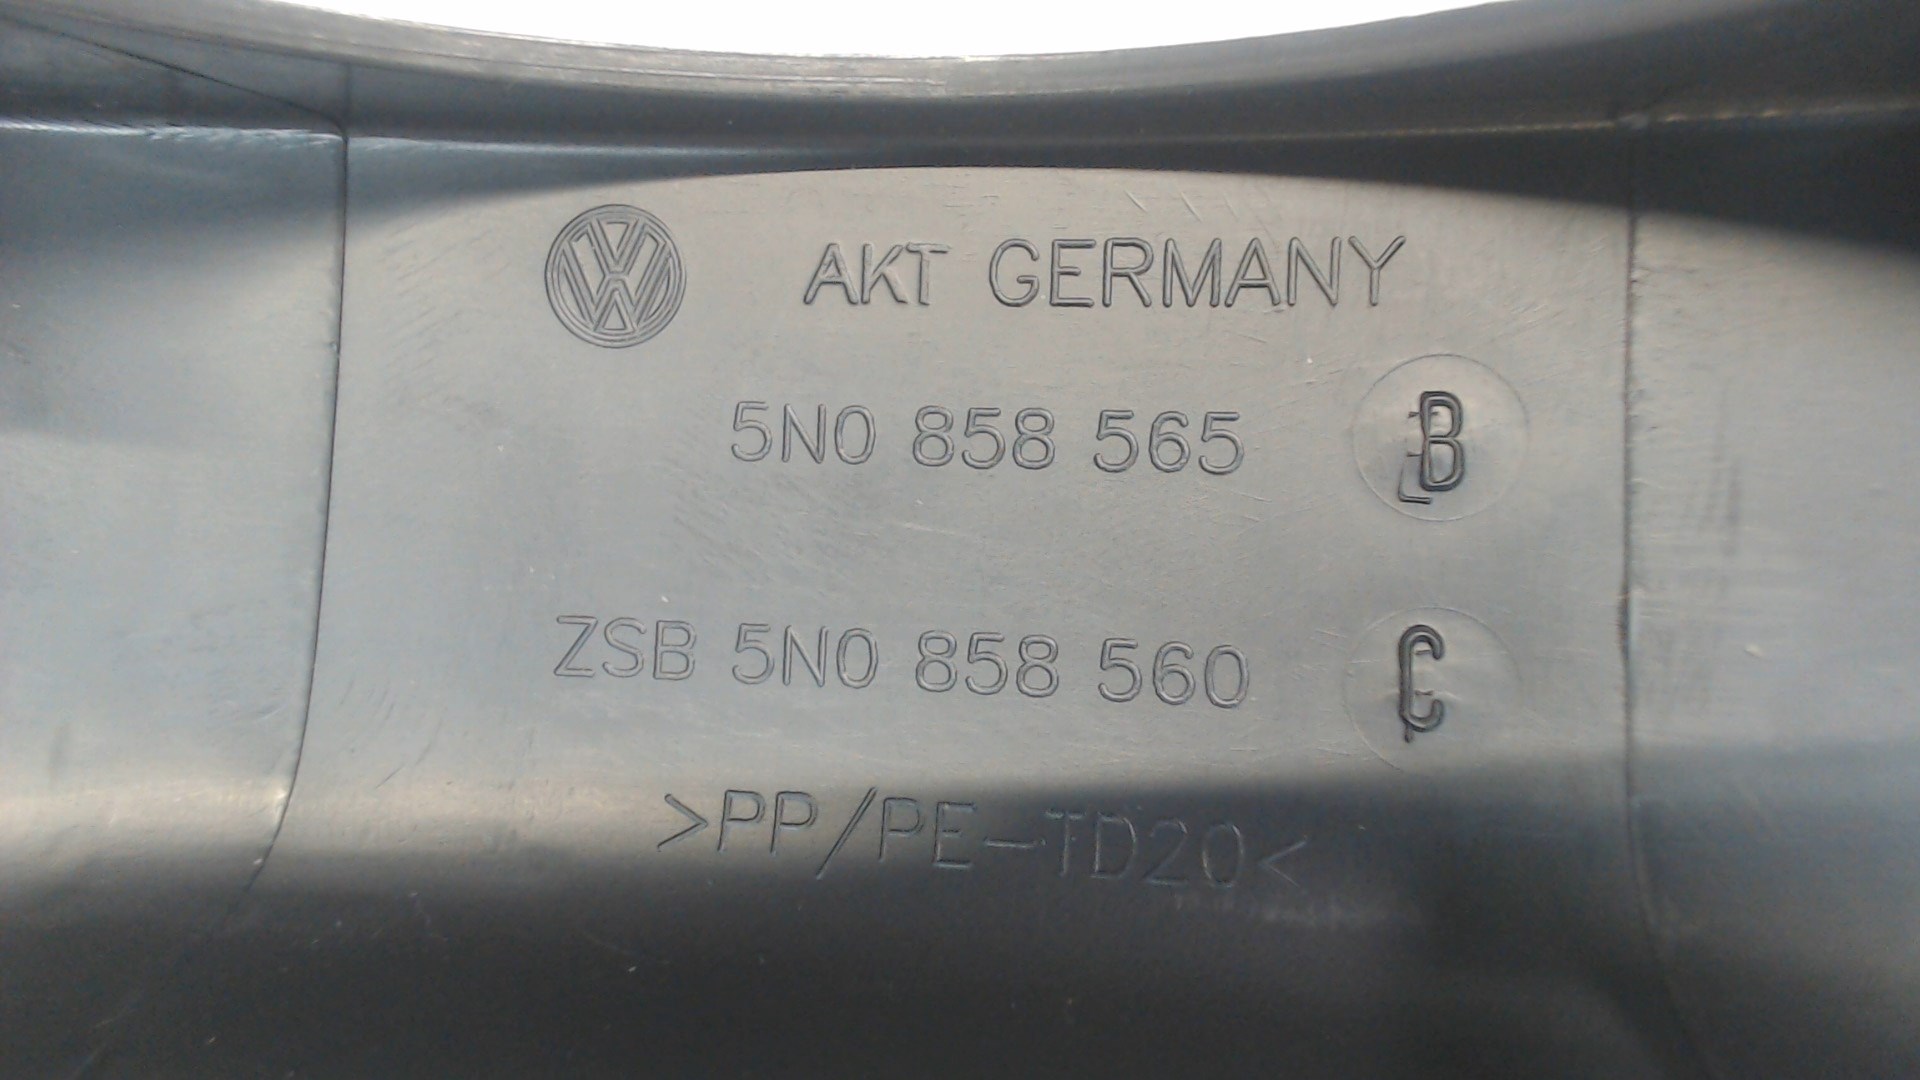 AKT GERMANY
5N0 858 565 B
ZSB 5N0 858 560 C
>PP/PE-TD20<